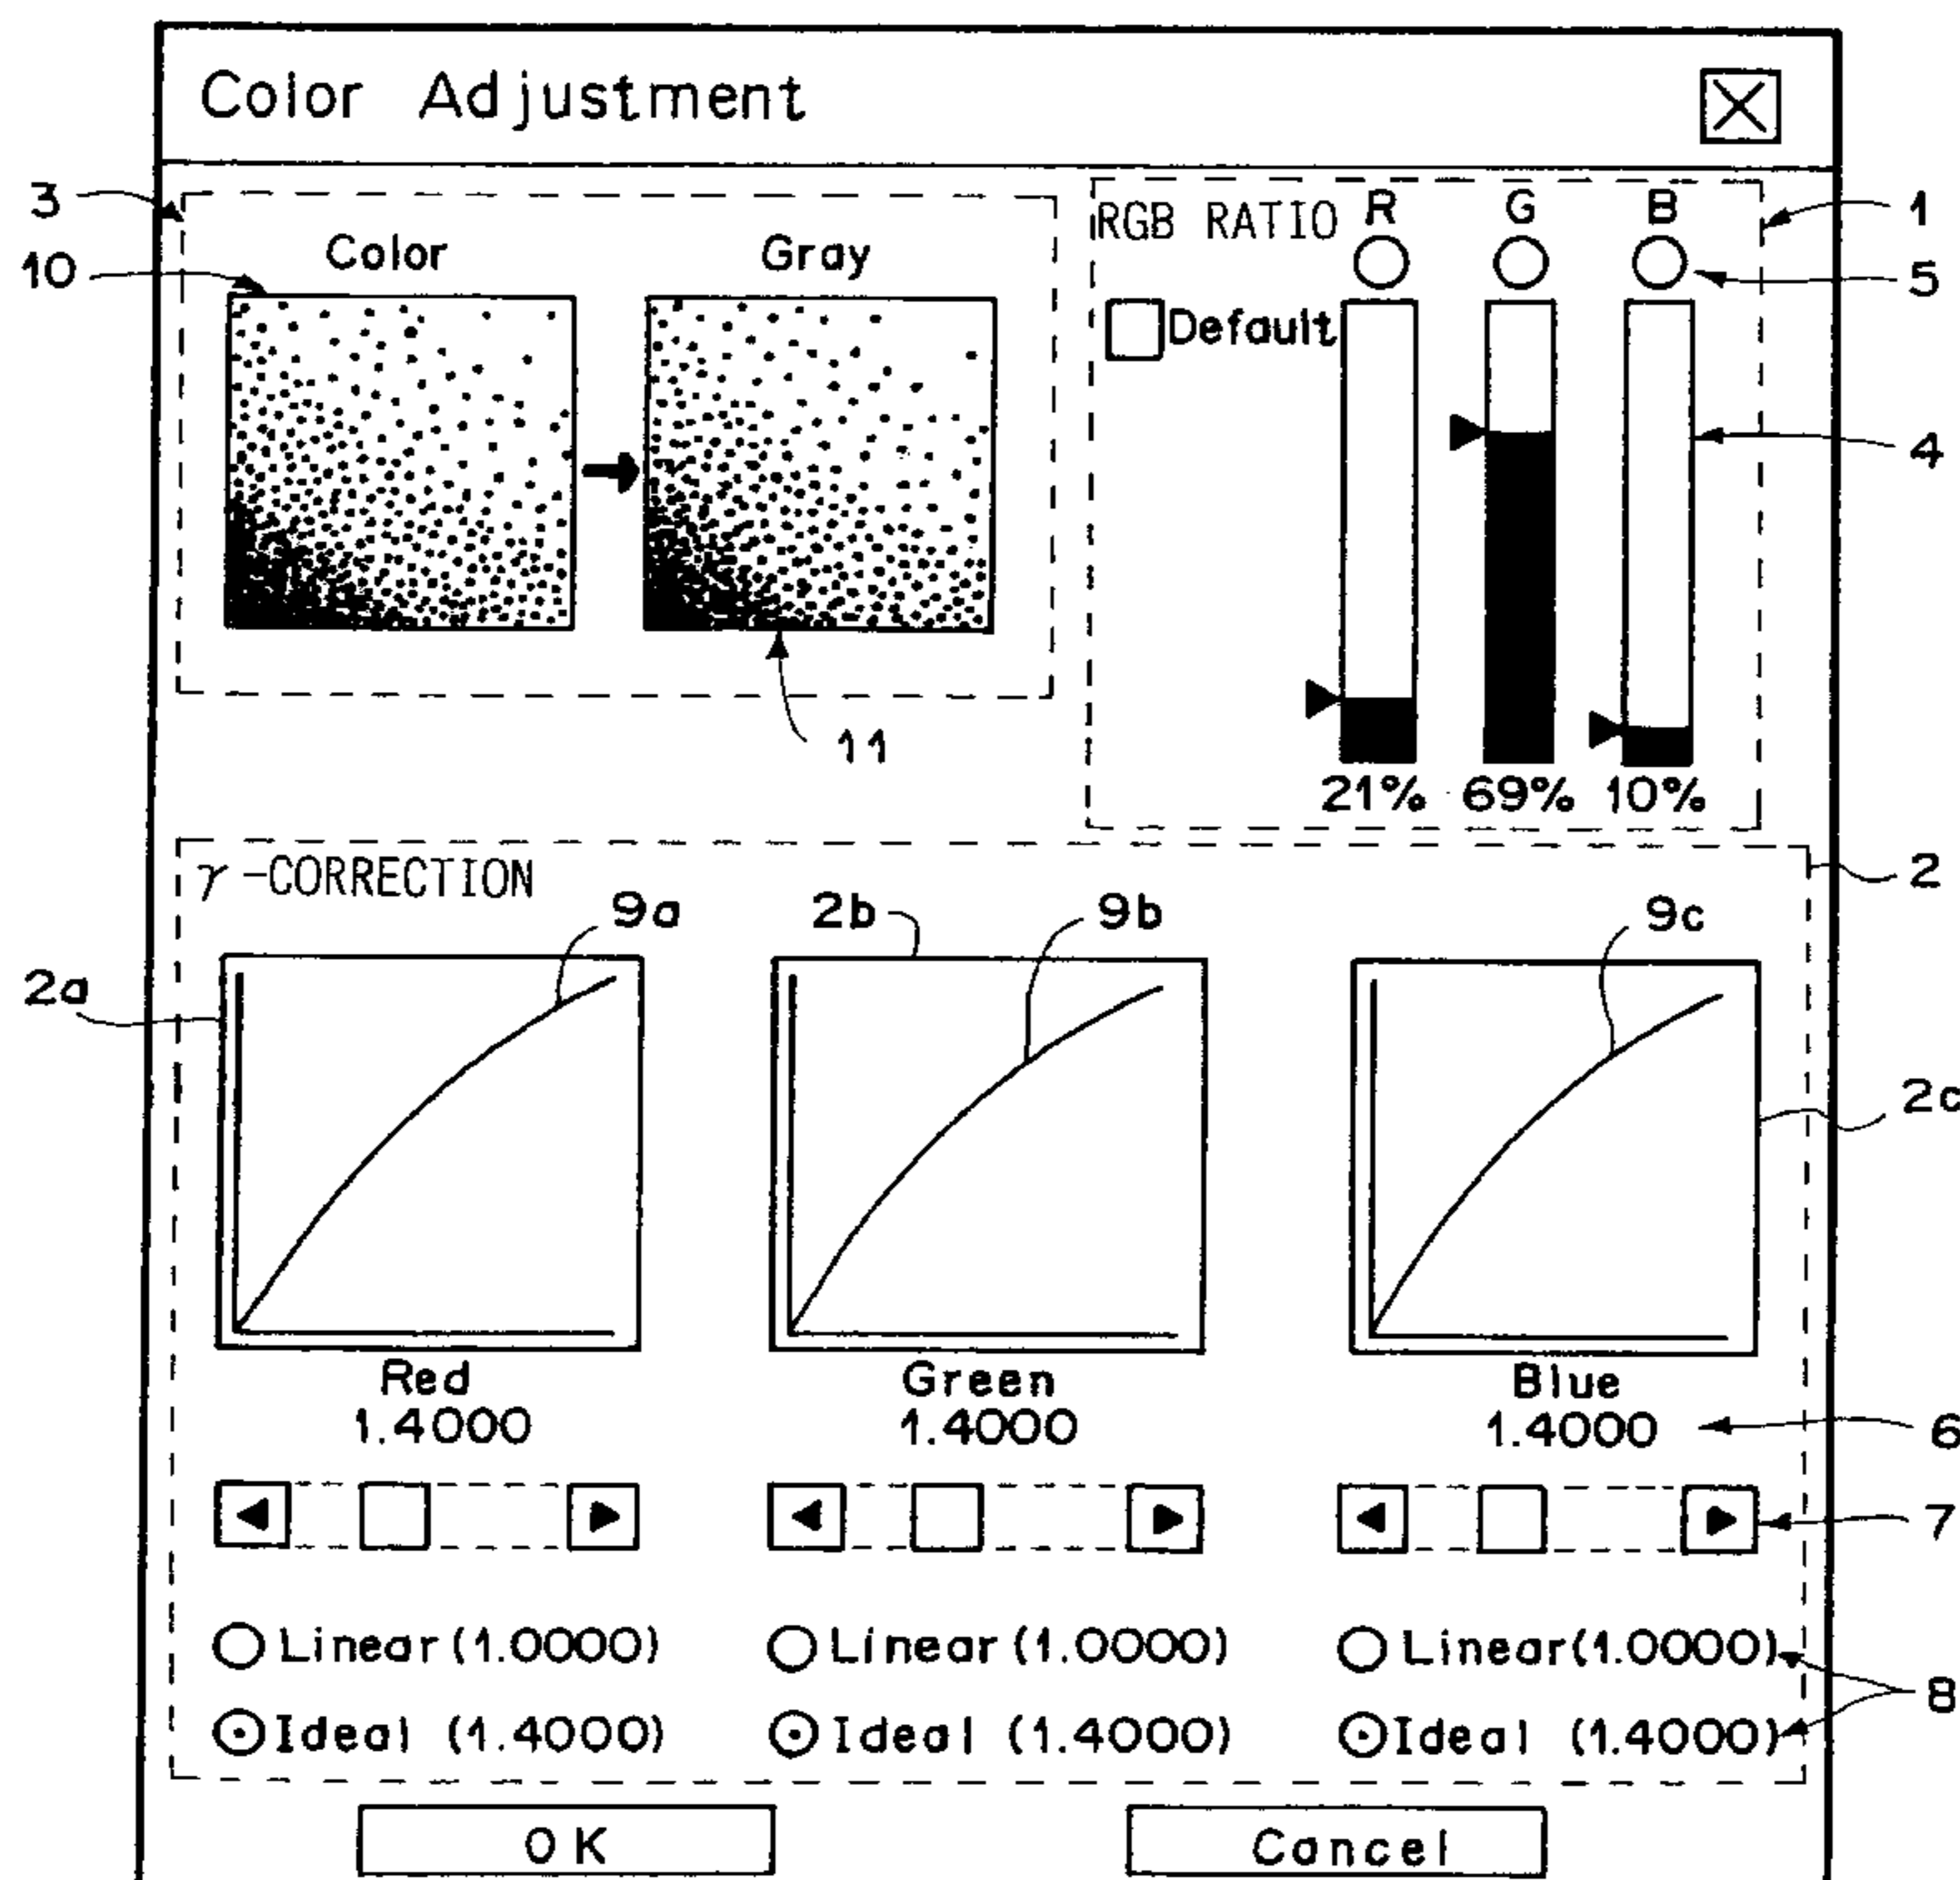 Color Adjustment
3
10
Color
Gray
11
RGB RATIO
R G B
Default
1
5
4
21% 69% 10%
γ-CORRECTION
2
9a
2b
9b
9c
2a
2c
Red
1.4000
Green
1.4000
Blue
1.4000
6
7
Linear(1.0000)
Linear(1.0000)
Linear(1.0000)
8
Ideal (1.4000)
Ideal (1.4000)
Ideal (1.4000)
OK
Cancel